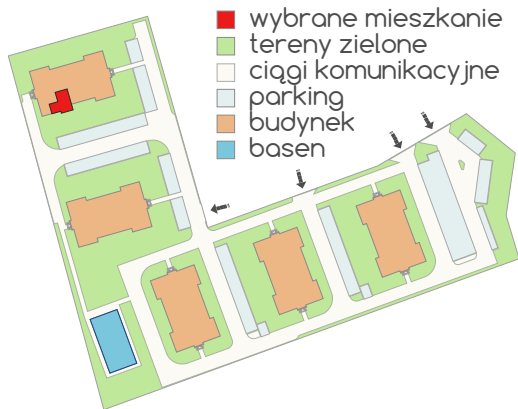 wybrane mieszkanie
tereny zielone
ciągi komunikacyjne
parking
budynek
basen